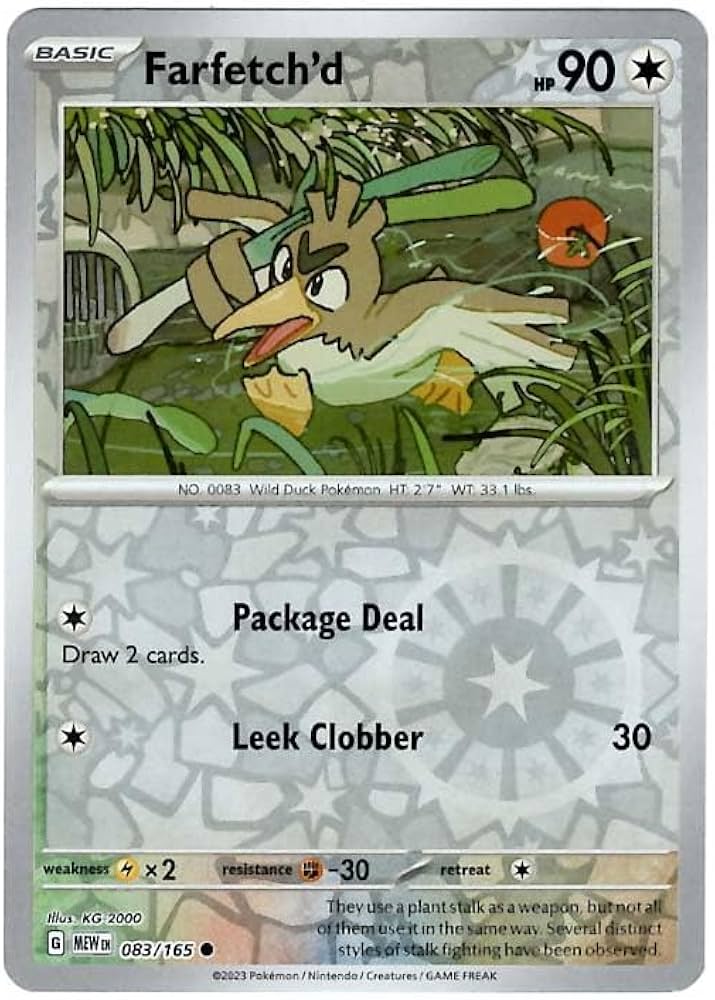 BASIC Farfetch'd HP 90
NO. 0083 Wild Duck Pokémon HT: 2'7" WT: 33.1 lbs.
Package Deal
Draw 2 cards.
Leek Clobber 30
weakness ×2 resistance -30 retreat
Illus. KG-2000
They use a plant stalk as a weapon, but not all
of them use it in the same way. Several distinct
styles of stalk fighting have been observed.
G MEW EN 083/165
©2023 Pokémon / Nintendo / Creatures / GAME FREAK